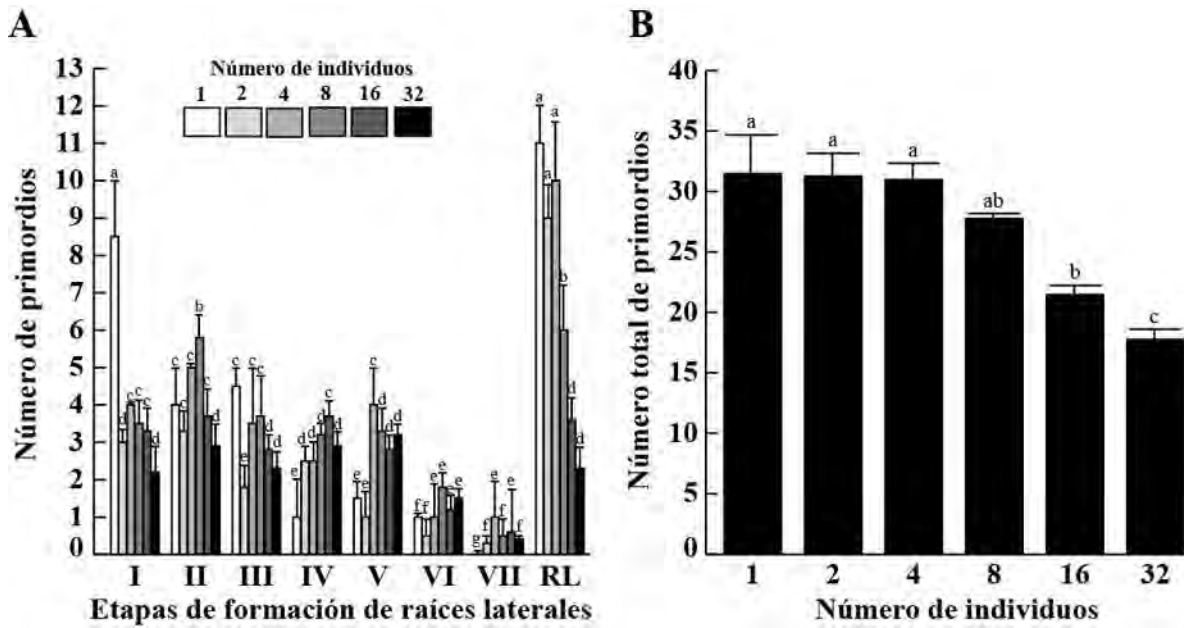 A
Número de individuos
1 2 4 8 16 32
Número de primordios
13
12
11
10
9
8
7
6
5
4
3
2
1
0
a
d
c
c
c
d
c
c
c
b
c
d
c
d
c
c
d
d
e
d
d
d
c
d
e
e
c
d
d
d
f
f
e
e
e
e
g
f
e
f
e
f
a
a
a
b
d
d
I II III IV V VI VII RL
Etapas de formación de raíces laterales
B
Número total de primordios
40
35
30
25
20
15
10
5
0
a
a
a
ab
b
c
1 2 4 8 16 32
Número de individuos